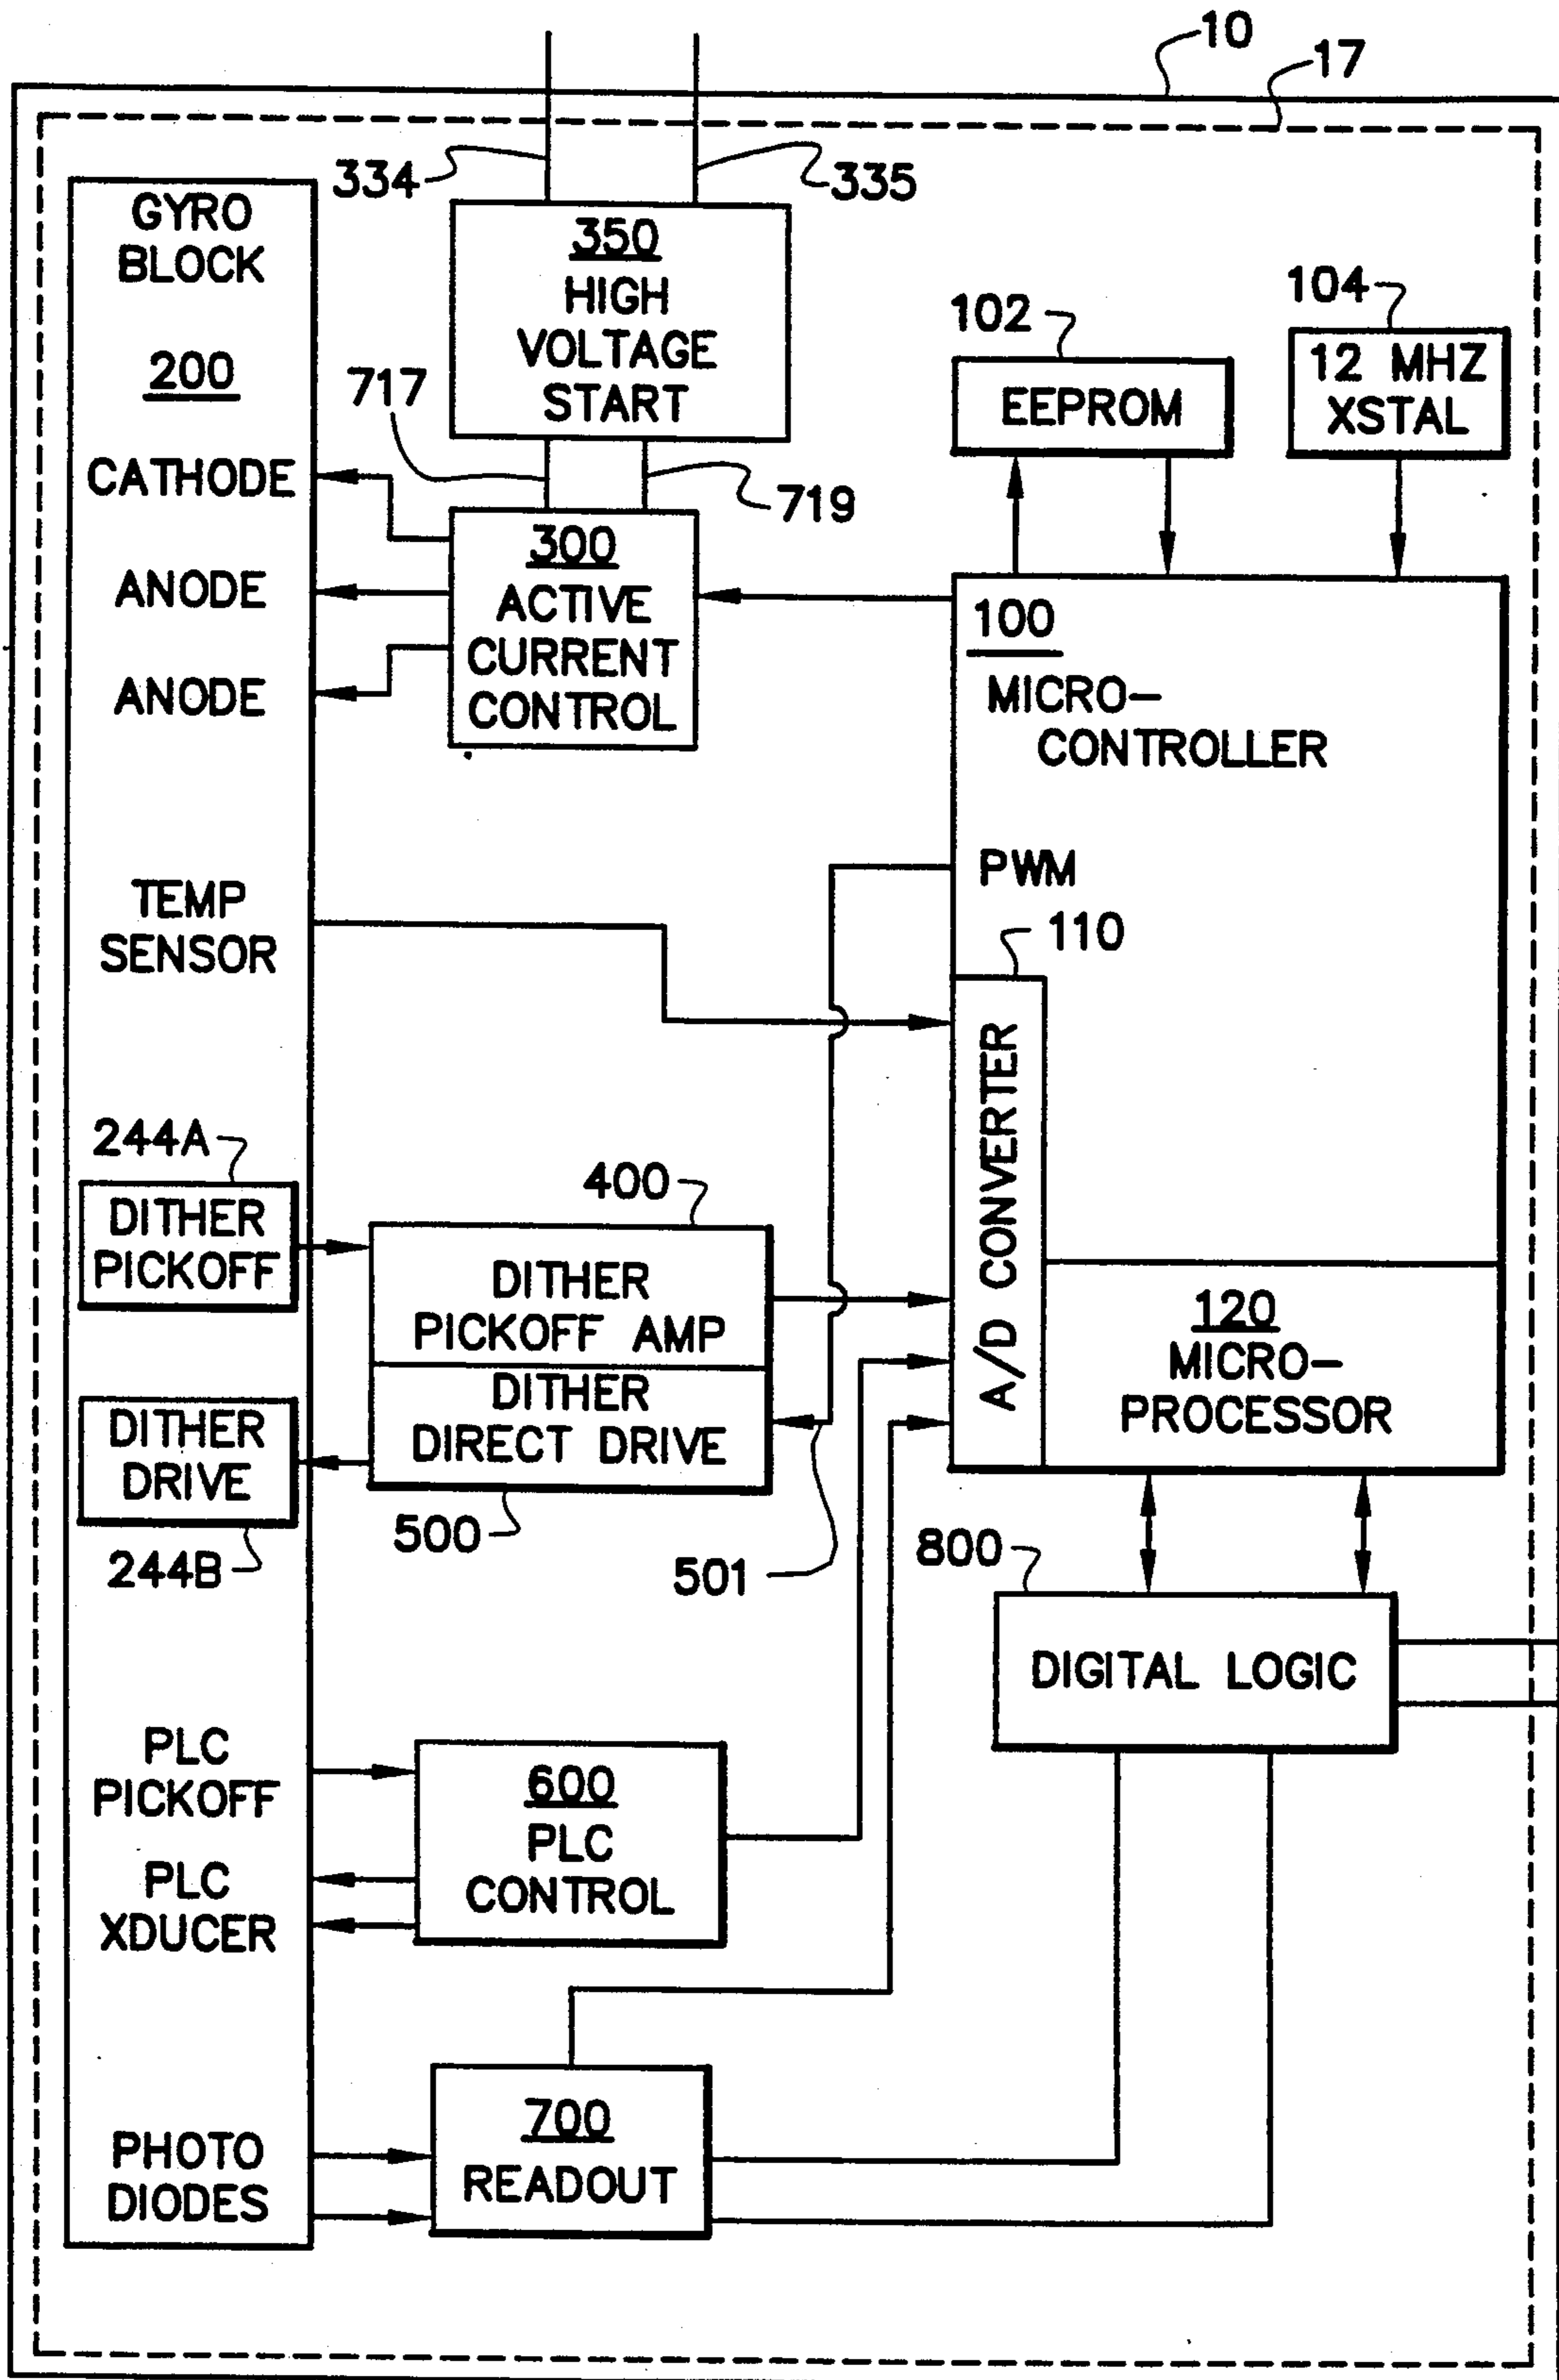 10
17
334
335
GYRO
BLOCK
200
CATHODE
ANODE
ANODE
TEMP
SENSOR
244A
DITHER
PICKOFF
DITHER
DRIVE
244B
PLC
PICKOFF
PLC
XDUCER
PHOTO
DIODES
350
HIGH
VOLTAGE
START
717
719
300
ACTIVE
CURRENT
CONTROL
102
EEPROM
104
12 MHZ
XSTAL
100
MICRO-
CONTROLLER
PWM
110
A/D CONVERTER
120
MICRO-
PROCESSOR
400
DITHER
PICKOFF AMP
DITHER
DIRECT DRIVE
500
501
800
DIGITAL LOGIC
600
PLC
CONTROL
700
READOUT